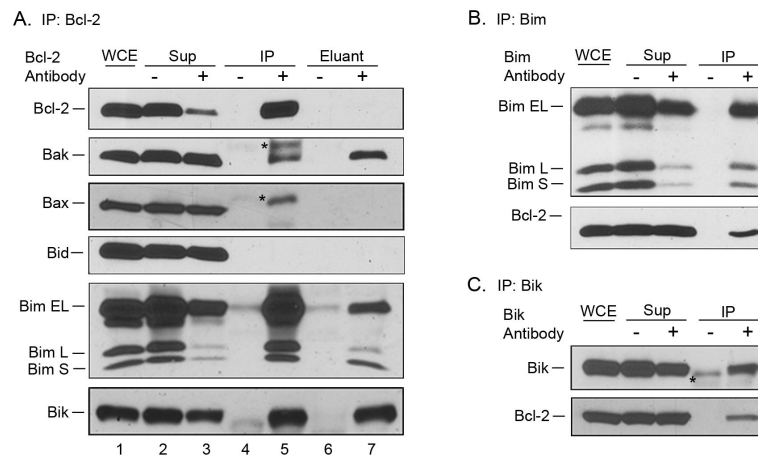 A. IP: Bcl-2
Bcl-2 Antibody
WCE Sup IP Eluant
- + - + - +
Bcl-2
*
Bak
*
Bax
Bid
Bim EL
Bim L
Bim S
Bik
1 2 3 4 5 6 7
B. IP: Bim
Bim Antibody
WCE Sup IP
- + - +
Bim EL
Bim L
Bim S
Bcl-2
C. IP: Bik
Bik Antibody
WCE Sup IP
- + - +
Bik
*
Bcl-2